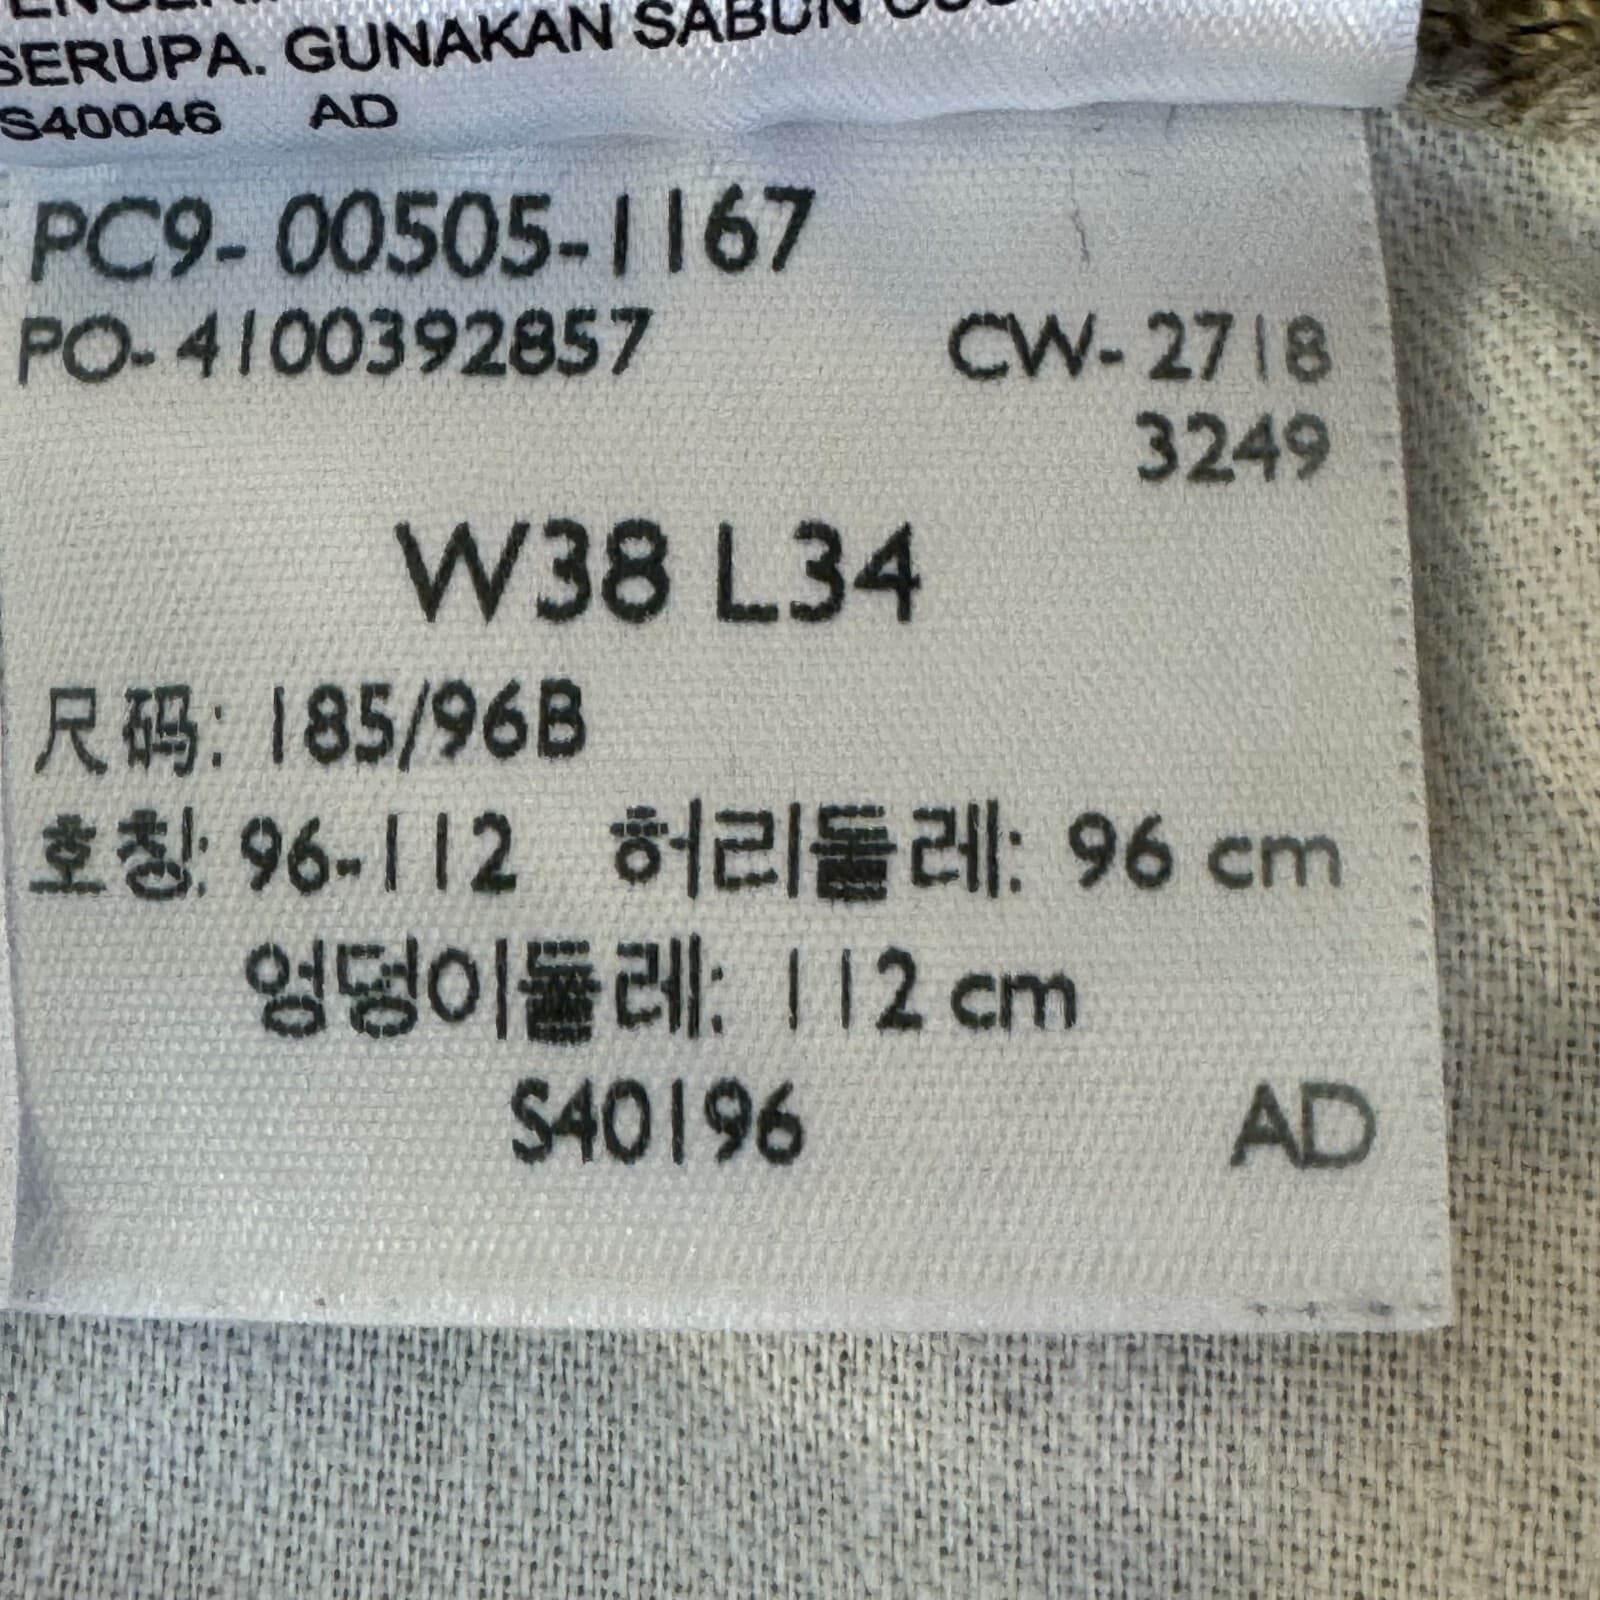 SERUPA. GUNAKAN SABUN
S40046 AD
PC9- 00505-1167
PO- 4100392857 CW- 2718
3249
W38 L34
尺码: 185/96B
호칭: 96-112 허리둘레: 96 cm
엉덩이둘레: 112 cm
S40196 AD